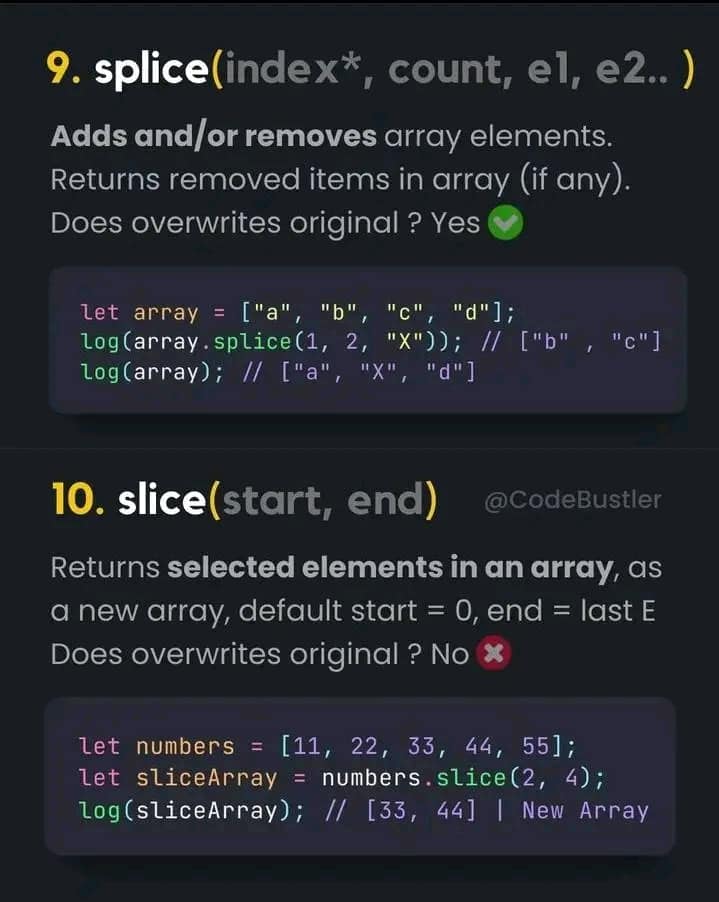 9. splice(index*, count, e1, e2.. )
Adds and/or removes array elements.
Returns removed items in array (if any).
Does overwrites original ? Yes
let array = ["a", "b", "c", "d"];
log(array.splice(1, 2, "X")); // ["b" , "c"]
log(array); // ["a", "X", "d"]
10. slice(start, end)
@CodeBustler
Returns selected elements in an array, as
a new array, default start = 0, end = last E
Does overwrites original ? No
let numbers = [11, 22, 33, 44, 55];
let sliceArray = numbers.slice(2, 4);
log(sliceArray); // [33, 44] | New Array